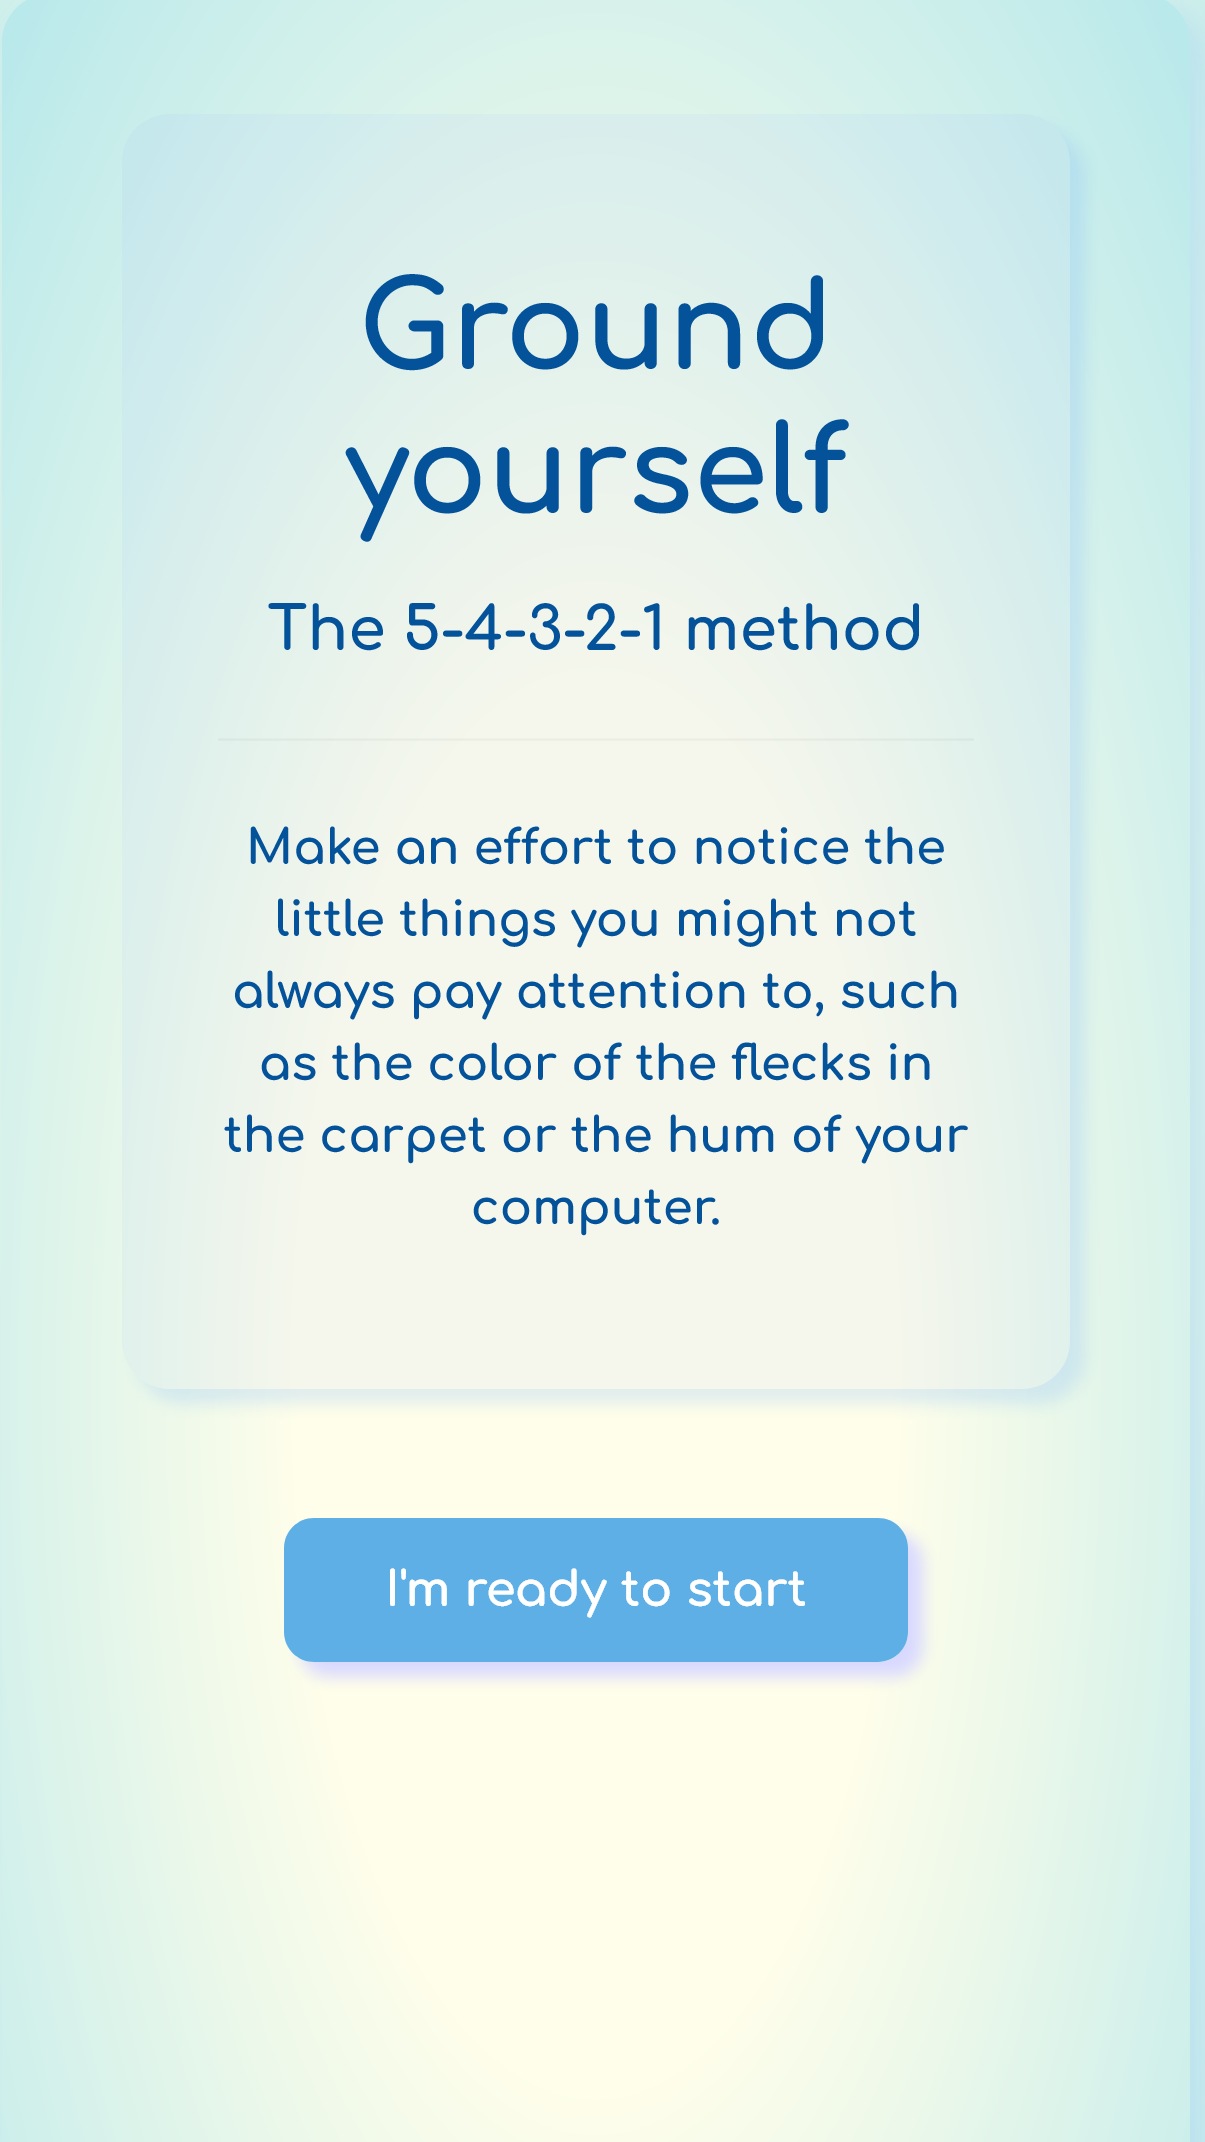 Ground
yourself
The 5-4-3-2-1 method
Make an effort to notice the
little things you might not
always pay attention to, such
as the color of the flecks in
the carpet or the hum of your
computer.
I'm ready to start